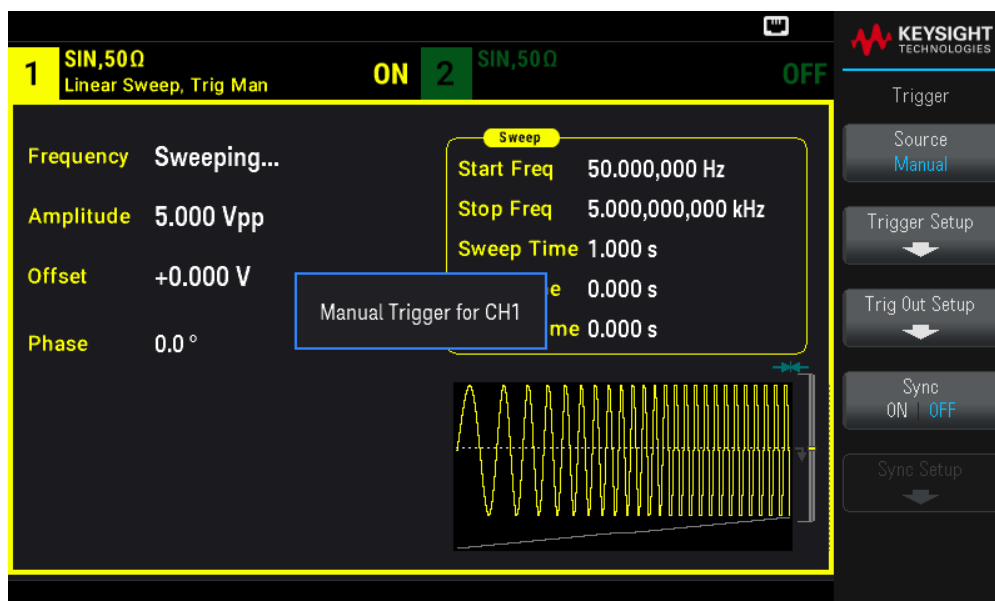 KEYSIGHT
TECHNOLOGIES
1
SIN,50Ω
Linear Sweep, Trig Man
ON
2
SIN,50Ω
OFF
Frequency Sweeping...
Amplitude 5.000 Vpp
Offset +0.000 V
Phase 0.0 °
Sweep
Start Freq 50.000,000 Hz
Stop Freq 5.000,000,000 kHz
Sweep Time 1.000 s
0.000 s
0.000 s
Manual Trigger for CH1
Trigger
Source
Manual
Trigger Setup
Trig Out Setup
Sync
ON | OFF
Sync Setup